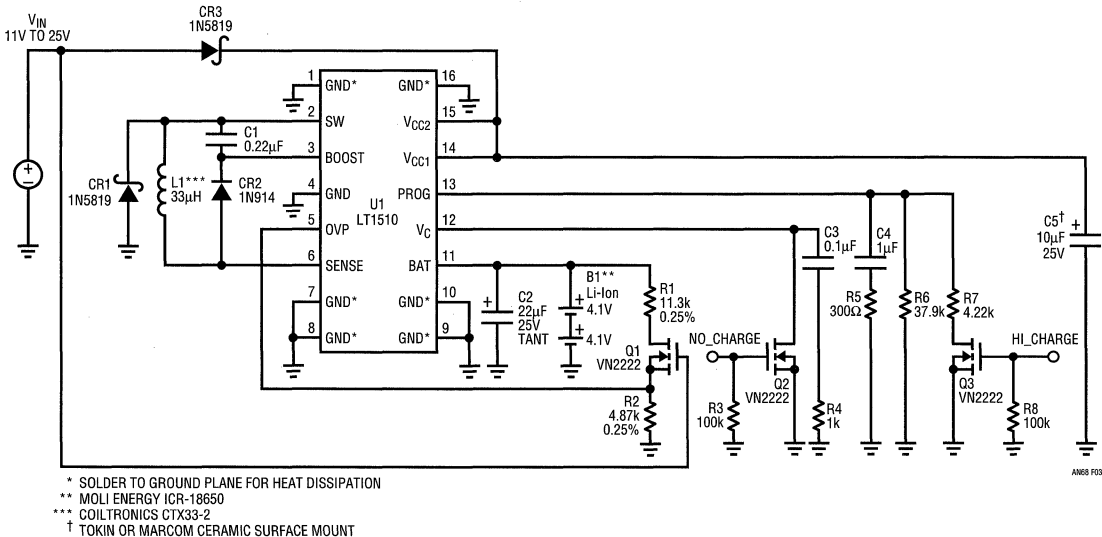 VIN
11V TO 25V
CR3
1N5819
1
GND*
16
GND*
2
SW
15
VCC2
C1
0.22µF
3
BOOST
14
VCC1
CR1
1N5819
L1***
33µH
CR2
1N914
4
GND
U1
LT1510
13
PROG
5
OVP
12
VC
6
SENSE
11
BAT
7
GND*
10
GND*
8
GND*
9
GND*
C2
22µF
25V
TANT
B1**
Li-Ion
4.1V
4.1V
R1
11.3k
0.25%
Q1
VN2222
R2
4.87k
0.25%
NO_CHARGE
R3
100k
Q2
VN2222
C3
0.1µF
R4
1k
C4
1µF
R5
300Ω
R6
37.9k
R7
4.22k
Q3
VN2222
HI_CHARGE
R8
100k
C5†
10µF
25V
AN68 F03
* SOLDER TO GROUND PLANE FOR HEAT DISSIPATION
** MOLI ENERGY ICR-18650
*** COILTRONICS CTX33-2
† TOKIN OR MARCOM CERAMIC SURFACE MOUNT